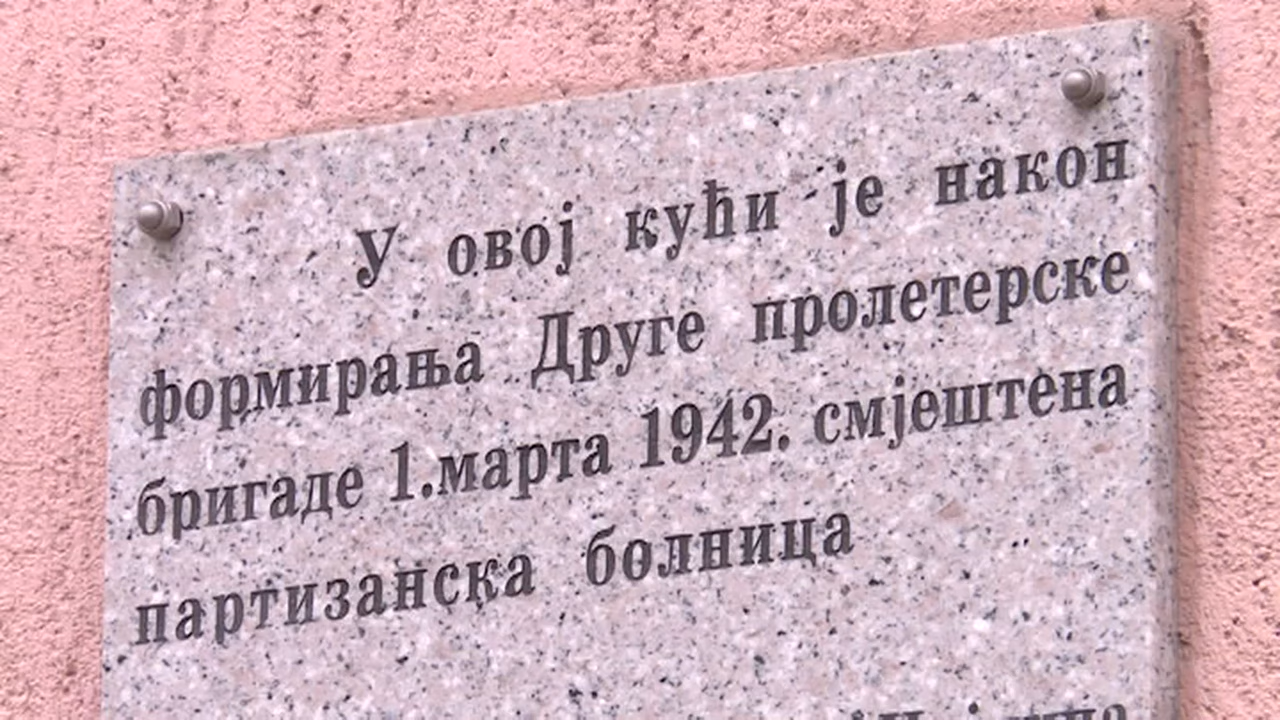 У овој кући је након
формирања Друге пролетерске
бригаде 1.марта 1942. смјештена
партизанска болница